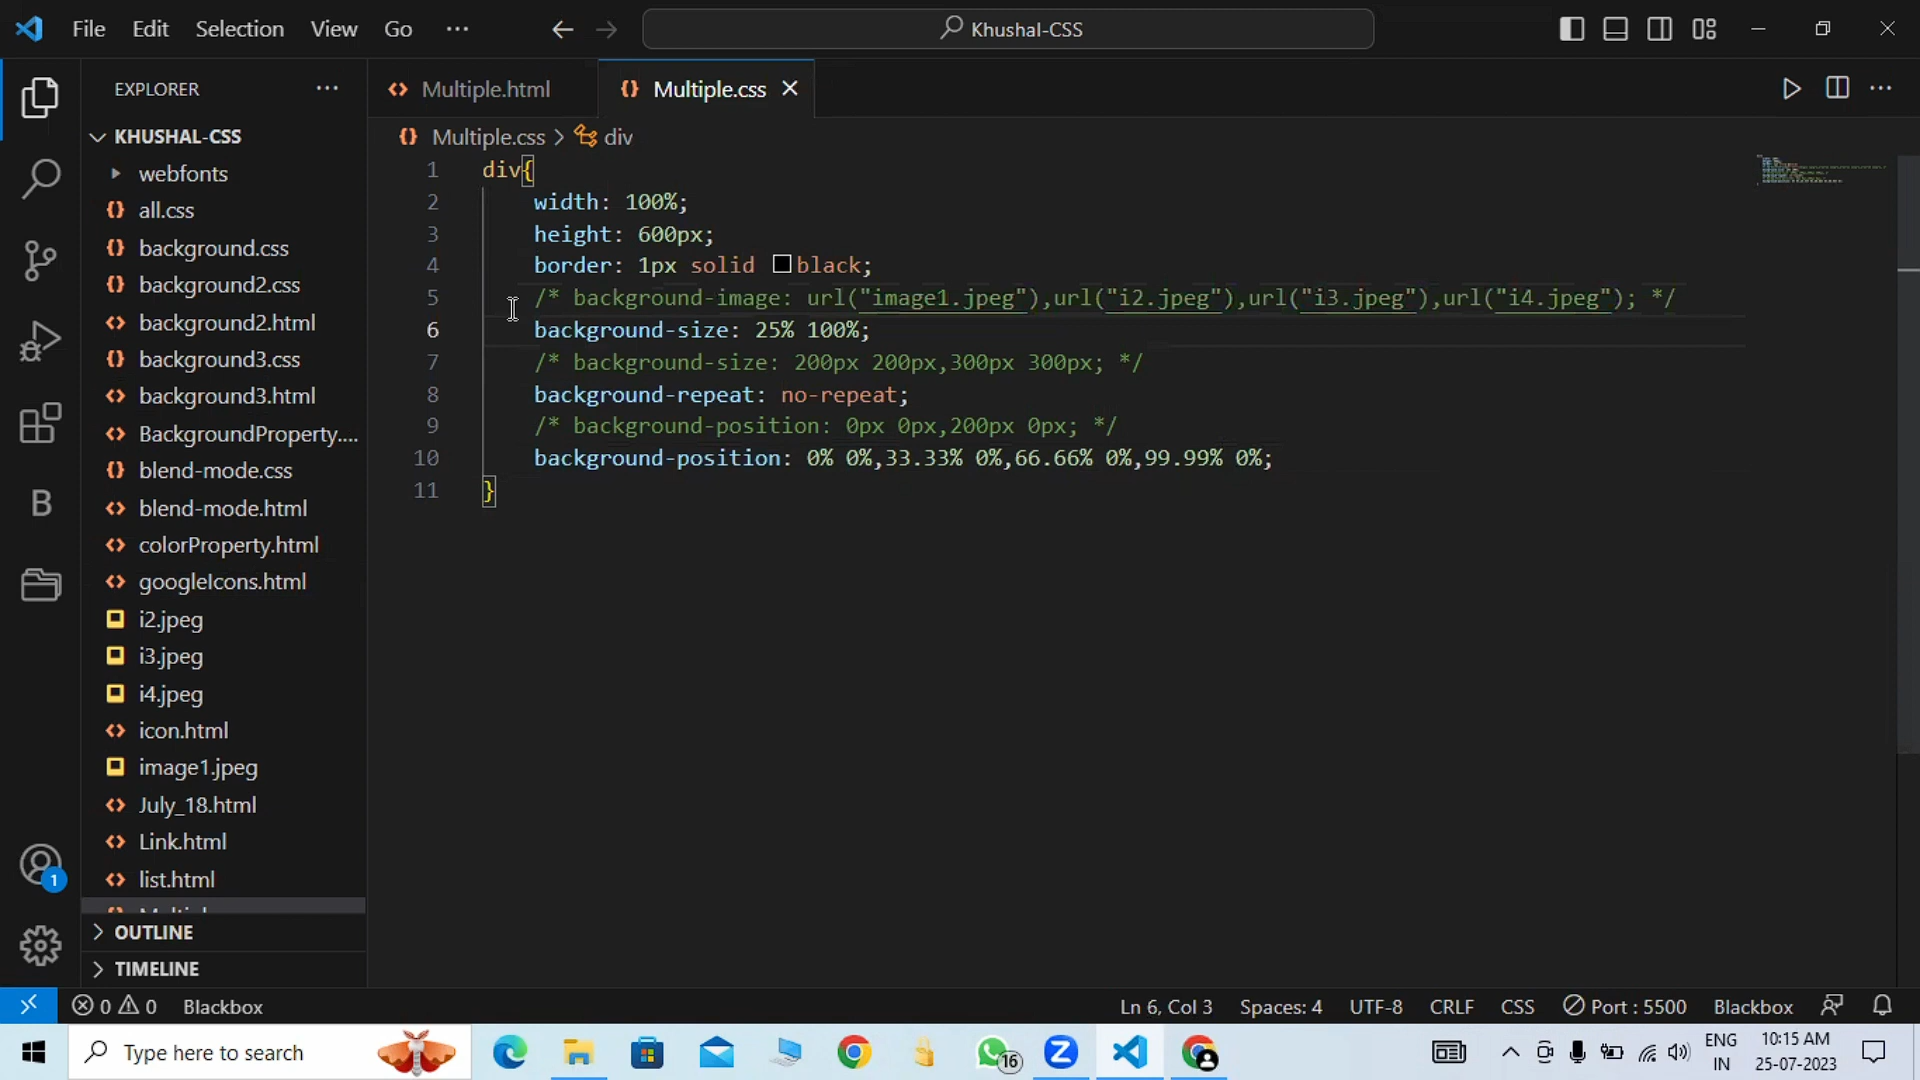 File Edit Selection View Go ···
Khushal-CSS
EXPLORER ···
KHUSHAL-CSS
webfonts
all.css
background.css
background2.css
background2.html
background3.css
background3.html
BackgroundProperty....
blend-mode.css
blend-mode.html
colorProperty.html
googleIcons.html
i2.jpeg
i3.jpeg
i4.jpeg
icon.html
image1.jpeg
July_18.html
Link.html
list.html
OUTLINE
TIMELINE
B
1
Multiple.html
Multiple.css
Multiple.css > div
1 div{
2 width: 100%;
3 height: 600px;
4 border: 1px solid black;
5 /* background-image: url("image1.jpeg"),url("i2.jpeg"),url("i3.jpeg"),url("i4.jpeg"); */
6 background-size: 25% 100%;
7 /* background-size: 200px 200px,300px 300px; */
8 background-repeat: no-repeat;
9 /* background-position: 0px 0px,200px 0px; */
10 background-position: 0% 0%,33.33% 0%,66.66% 0%,99.99% 0%;
11 }
0 0 Blackbox
Ln 6, Col 3 Spaces: 4 UTF-8 CRLF CSS Port : 5500 Blackbox
Type here to search
16
Z
ENG
IN
10:15 AM
25-07-2023